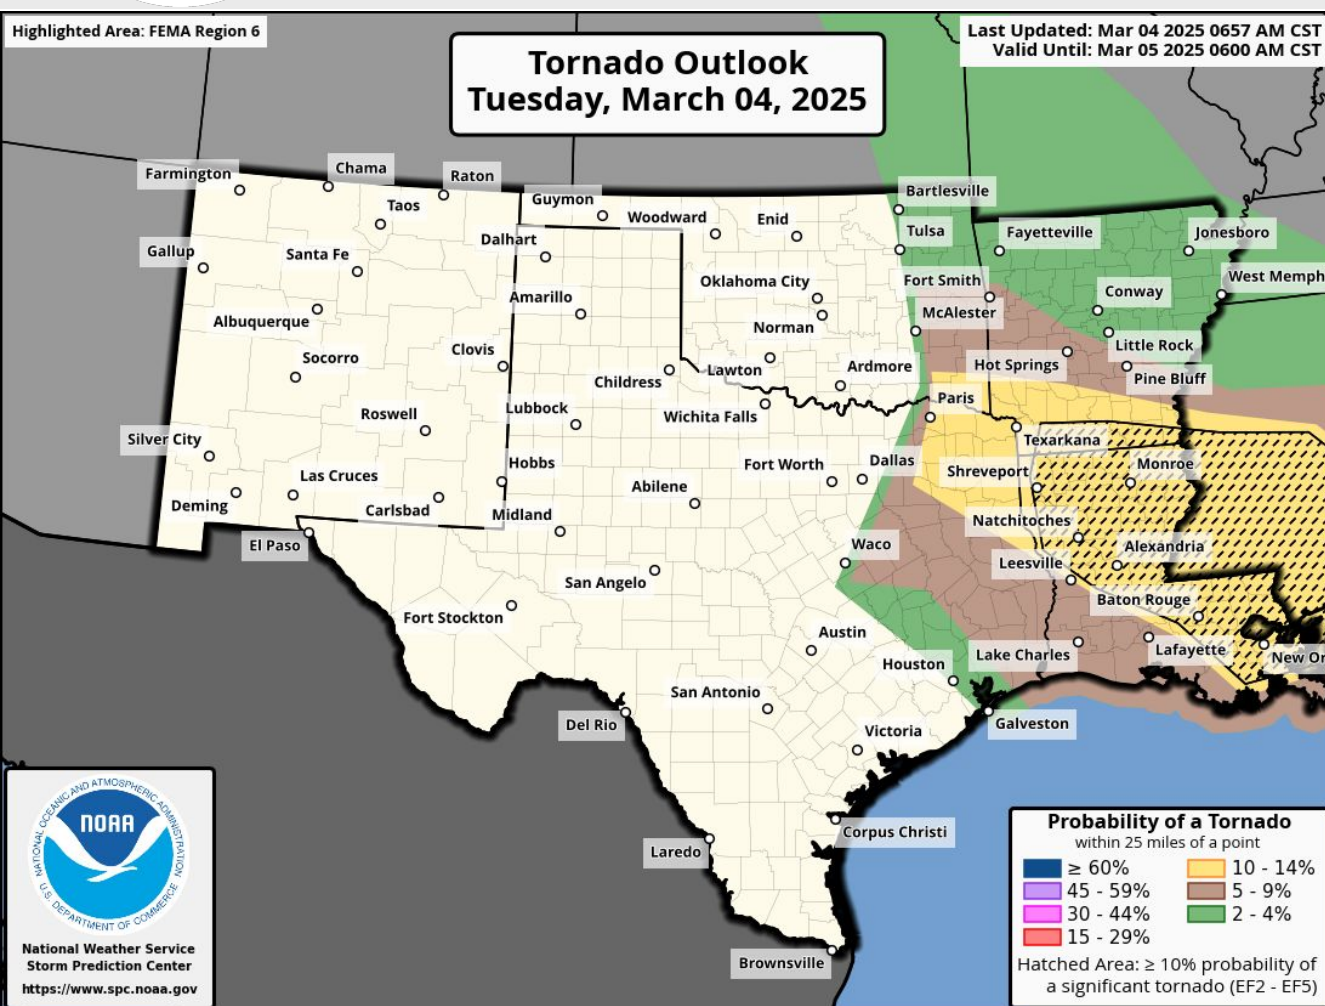 Highlighted Area: FEMA Region 6
Last Updated: Mar 04 2025 0657 AM CST
Valid Until: Mar 05 2025 0600 AM CST
Tornado Outlook
Tuesday, March 04, 2025
Farmington
Chama
Raton
Taos
Guymon
Woodward
Enid
Bartlesville
Tulsa
Fayetteville
Jonesboro
Gallup
Santa Fe
Dalhart
Oklahoma City
Fort Smith
Conway
West Memph
Albuquerque
Amarillo
Norman
McAlester
Little Rock
Socorro
Clovis
Childress
Lawton
Ardmore
Hot Springs
Pine Bluff
Roswell
Lubbock
Wichita Falls
Paris
Silver City
Texarkana
Las Cruces
Hobbs
Abilene
Fort Worth
Dallas
Shreveport
Monroe
Deming
Carlsbad
Midland
Natchitoches
El Paso
Waco
Alexandria
San Angelo
Leesville
Fort Stockton
Baton Rouge
Austin
Lake Charles
Lafayette
New Or
Houston
San Antonio
Del Rio
Galveston
Victoria
Corpus Christi
Laredo
Brownsville
NATIONAL OCEANIC AND ATMOSPHERIC ADMINISTRATION
NOAA
U.S. DEPARTMENT OF COMMERCE
National Weather Service
Storm Prediction Center
https://www.spc.noaa.gov
Probability of a Tornado
within 25 miles of a point
≥ 60%
10 - 14%
45 - 59%
5 - 9%
30 - 44%
2 - 4%
15 - 29%
Hatched Area: ≥ 10% probability of
a significant tornado (EF2 - EF5)